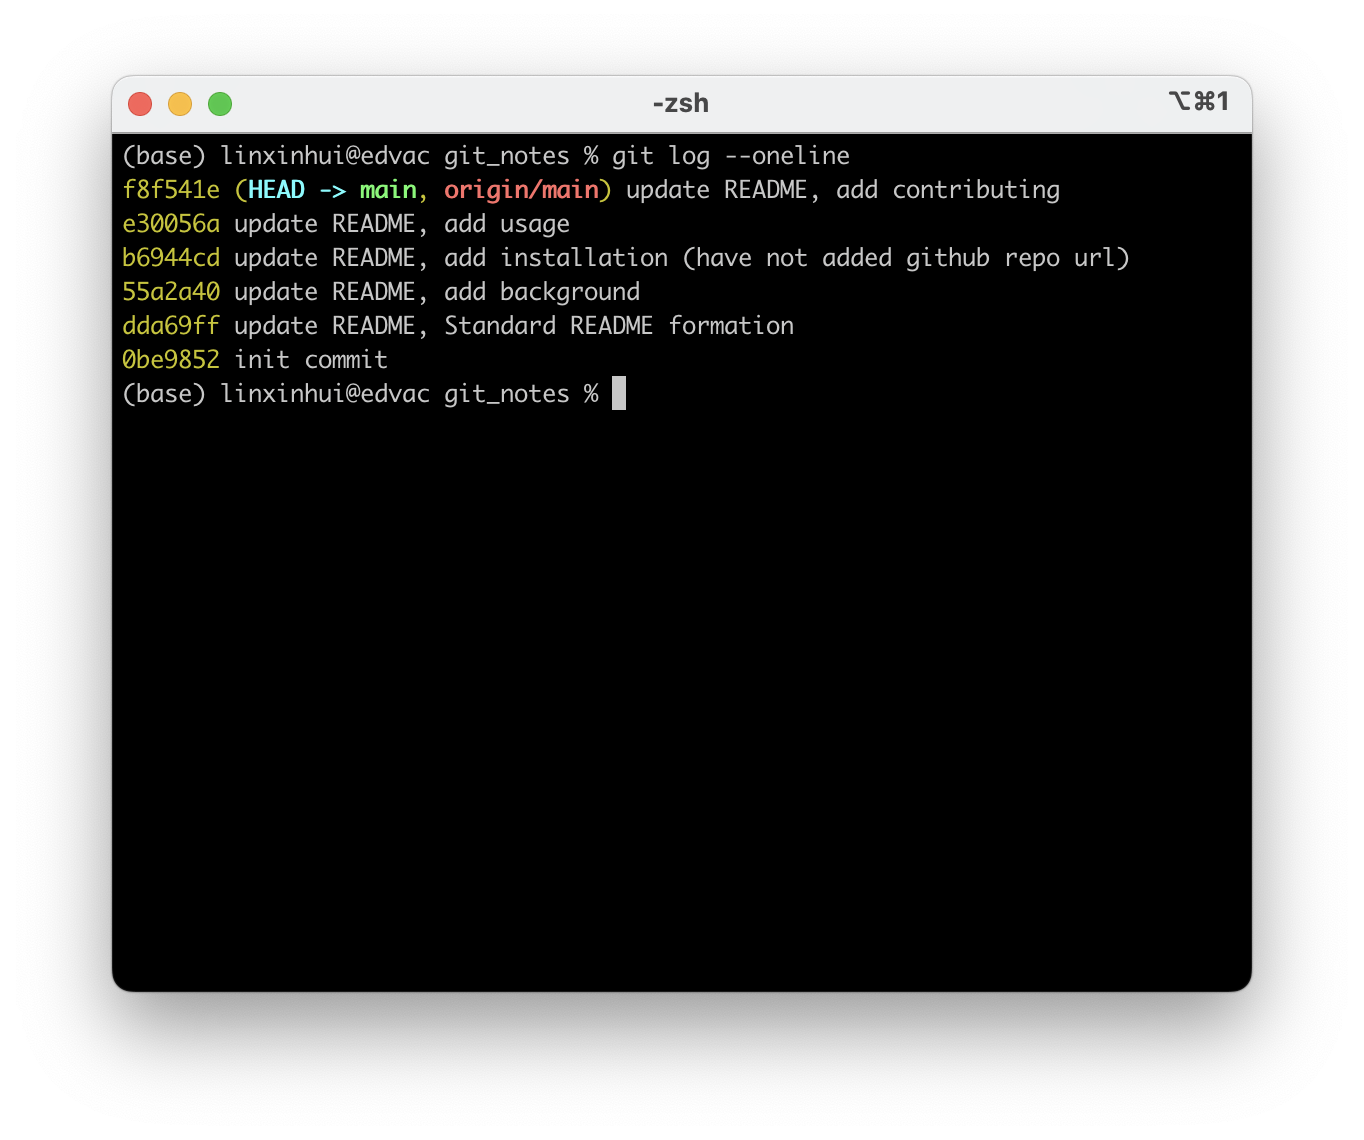 -zsh
⌥⌘1
(base) linxinhui@edvac git_notes % git log --oneline
f8f541e (HEAD -> main, origin/main) update README, add contributing
e30056a update README, add usage
b6944cd update README, add installation (have not added github repo url)
55a2a40 update README, add background
dda69ff update README, Standard README formation
0be9852 init commit
(base) linxinhui@edvac git_notes %